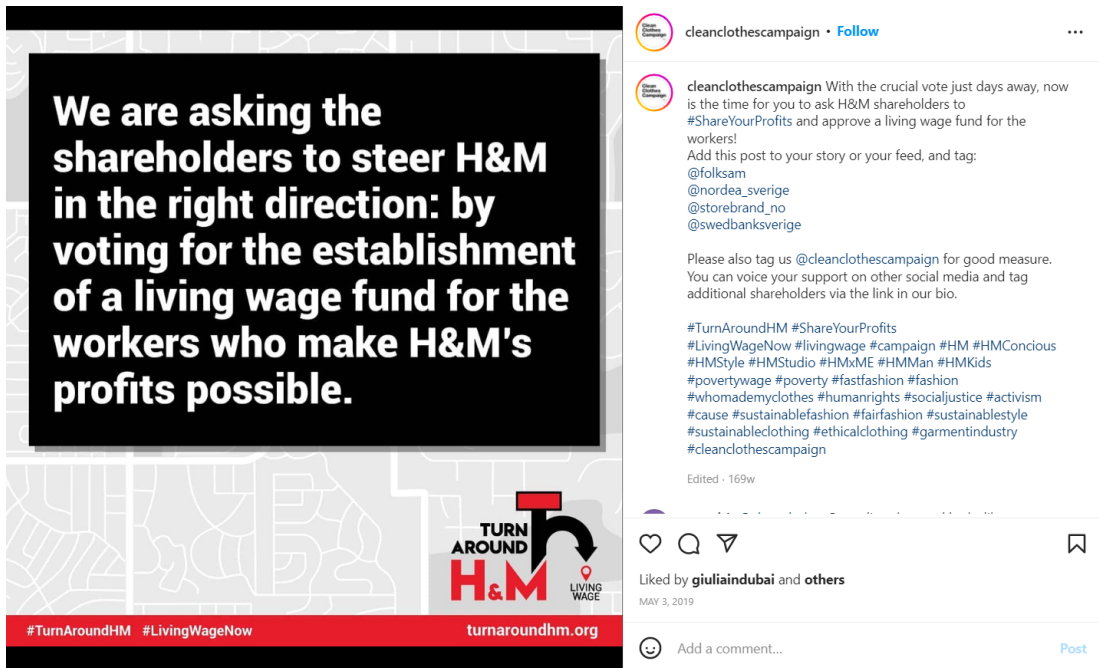 We are asking the
shareholders to steer H&M
in the right direction: by
voting for the establishment
of a living wage fund for the
workers who make H&M's
profits possible.
TURN
AROUND
H&M
LIVING
WAGE
#TurnAroundHM #LivingWageNow
turnaroundhm.org
Clean
Clothes
Campaign
cleanclothescampaign • Follow
Clean
Clothes
Campaign
cleanclothescampaign With the crucial vote just days away, now
is the time for you to ask H&M shareholders to
#ShareYourProfits and approve a living wage fund for the
workers!
Add this post to your story or your feed, and tag:
@folksam
@nordea_sverige
@storebrand_no
@swedbanksverige
Please also tag us @cleanclothescampaign for good measure.
You can voice your support on other social media and tag
additional shareholders via the link in our bio.
#TurnAroundHM #ShareYourProfits
#LivingWageNow #livingwage #campaign #HM #HMConcious
#HMStyle #HMStudio #HMxME #HMMan #HMKids
#povertywage #poverty #fastfashion #fashion
#whomademyclothes #humanrights #socialjustice #activism
#cause #sustainablefashion #fairfashion #sustainablestyle
#sustainableclothing #ethicalclothing #garmentindustry
#cleanclothescampaign
Edited · 169w
Liked by giuliaindubai and others
MAY 3, 2019
Add a comment...
Post